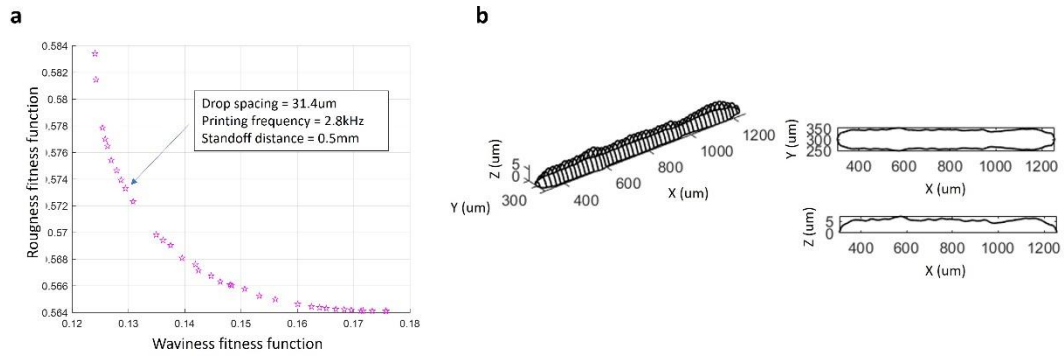 a
0.584
0.582
0.58
0.578
0.576
0.574
0.572
0.57
0.568
0.566
0.564
Rougness fitness function
Drop spacing = 31.4um
Printing frequency = 2.8kHz
Standoff distance = 0.5mm
0.12
0.13
0.14
0.15
0.16
0.17
0.18
Waviness fitness function
b
Z (um)
5
0
Y (um)
300
400
600
800
1000
1200
X (um)
Y (um)
350
300
250
400
600
800
1000
1200
X (um)
Z (um)
5
0
400
600
800
1000
1200
X (um)